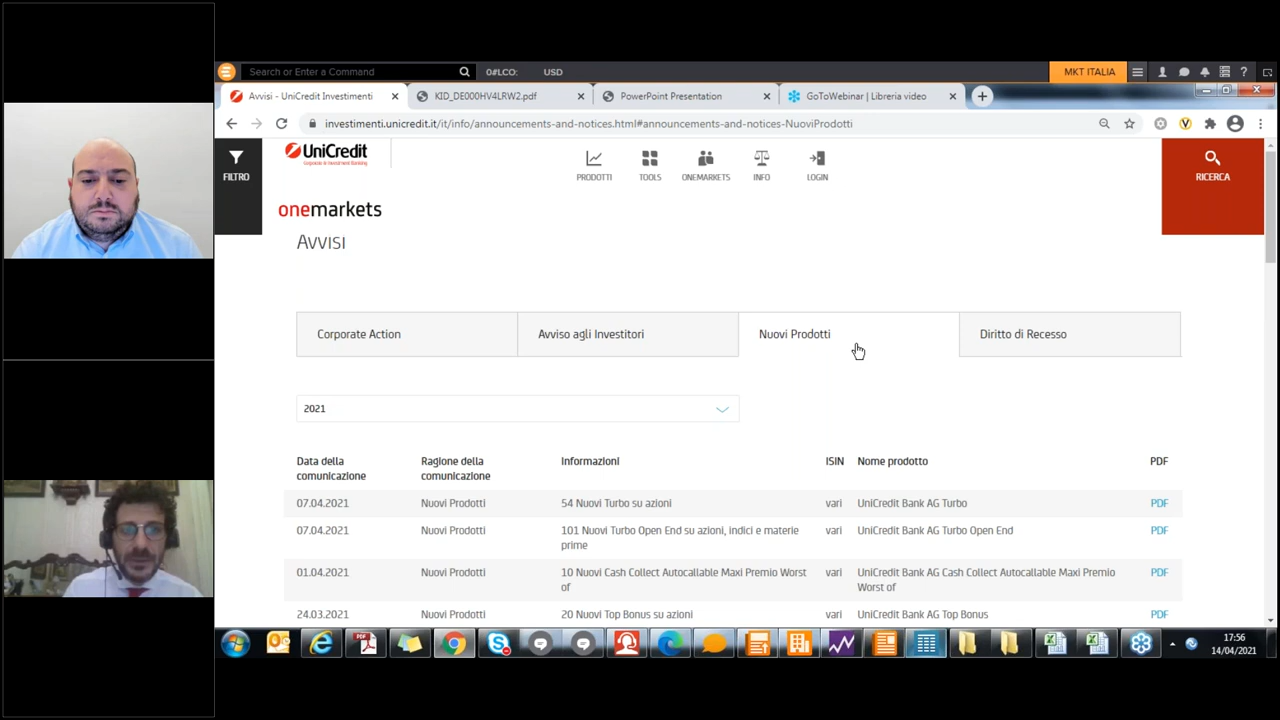 Search or Enter a Command
0#LCO:
USD
MKT ITALIA
?
Avvisi - UniCredit Investimenti
KID_DE000HV4LRW2.pdf
PowerPoint Presentation
GoToWebinar | Libreria video
investimenti.unicredit.it/it/info/announcements-and-notices.html#announcements-and-notices-NuoviProdotti
FILTRO
UniCredit
Corporate & Investment Banking
PRODOTTI
TOOLS
ONEMARKETS
INFO
LOGIN
RICERCA
onemarkets
Avvisi
Corporate Action
Avviso agli Investitori
Nuovi Prodotti
Diritto di Recesso
2021
Data della comunicazione Ragione della comunicazione Informazioni ISIN Nome prodotto PDF
07.04.2021 Nuovi Prodotti 54 Nuovi Turbo su azioni vari UniCredit Bank AG Turbo PDF
07.04.2021 Nuovi Prodotti 101 Nuovi Turbo Open End su azioni, indici e materie prime vari UniCredit Bank AG Turbo Open End PDF
01.04.2021 Nuovi Prodotti 10 Nuovi Cash Collect Autocallable Maxi Premio Worst of vari UniCredit Bank AG Cash Collect Autocallable Maxi Premio Worst of PDF
24.03.2021 Nuovi Prodotti 20 Nuovi Top Bonus su azioni vari UniCredit Bank AG Top Bonus PDF
17:56
14/04/2021